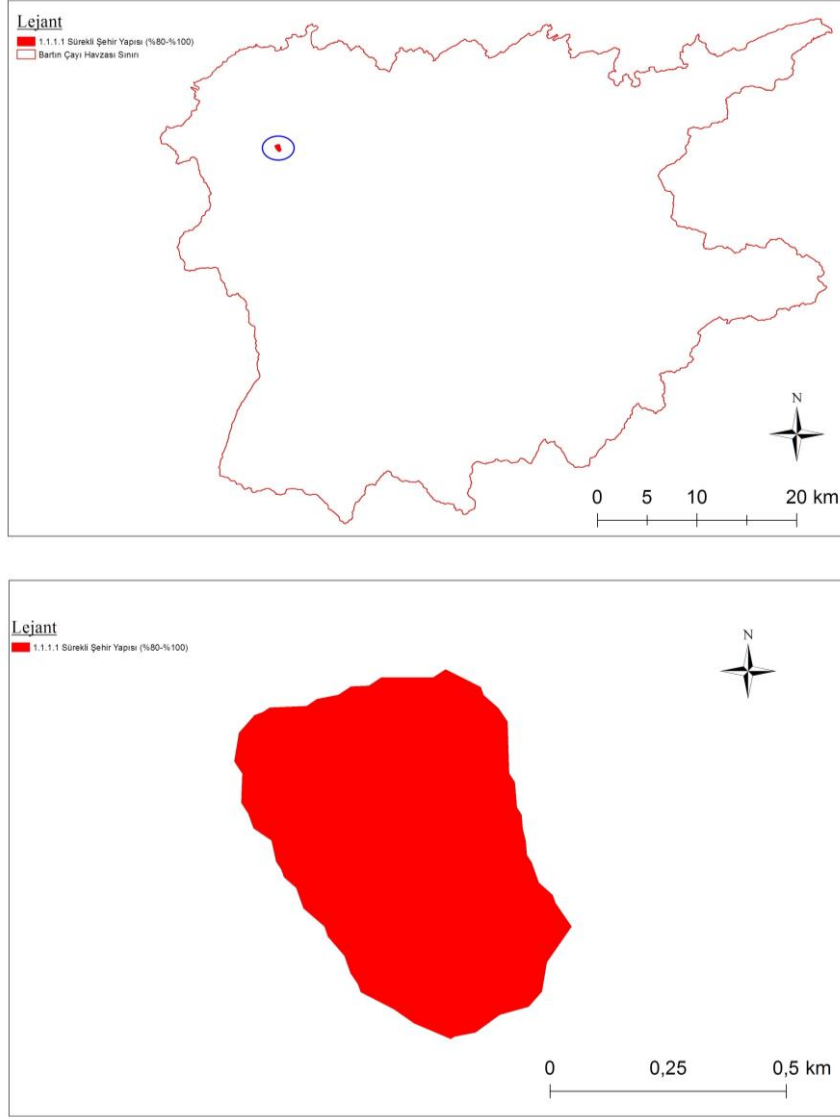 Lejant
1.1.1.1 Sürekli Şehir Yapısı (%80-%100)
Bartın Çayı Havzası Sınırı
N
0 5 10 20 km
Lejant
1.1.1.1 Sürekli Şehir Yapısı (%80-%100)
N
0 0,25 0,5 km